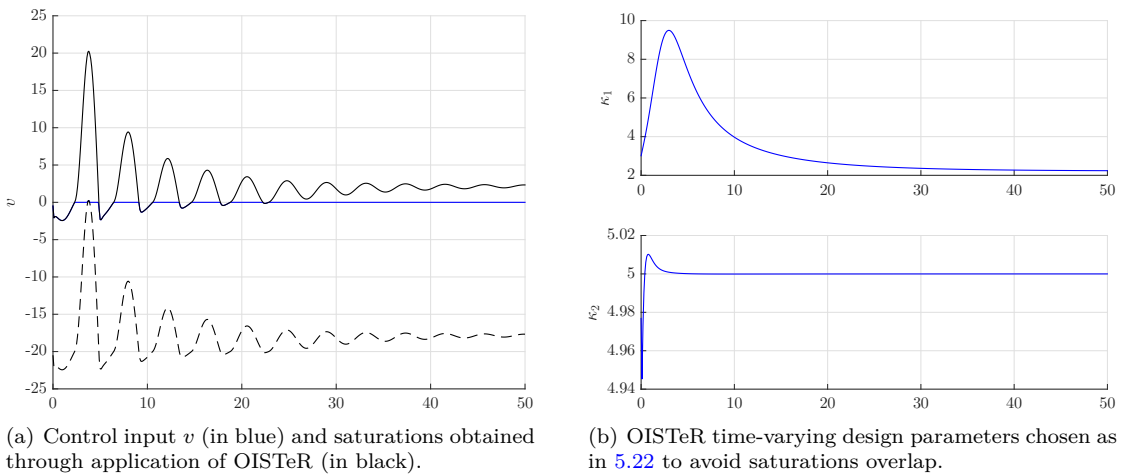 25
20
15
10
5
0
-5
-10
-15
-20
-25
v
0 10 20 30 40 50
(a) Control input v (in blue) and saturations obtained
through application of OISTeR (in black).
10
8
6
4
2
κ1
0 10 20 30 40 50
5.02
5
4.98
4.96
4.94
κ2
0 10 20 30 40 50
(b) OISTeR time-varying design parameters chosen as
in 5.22 to avoid saturations overlap.